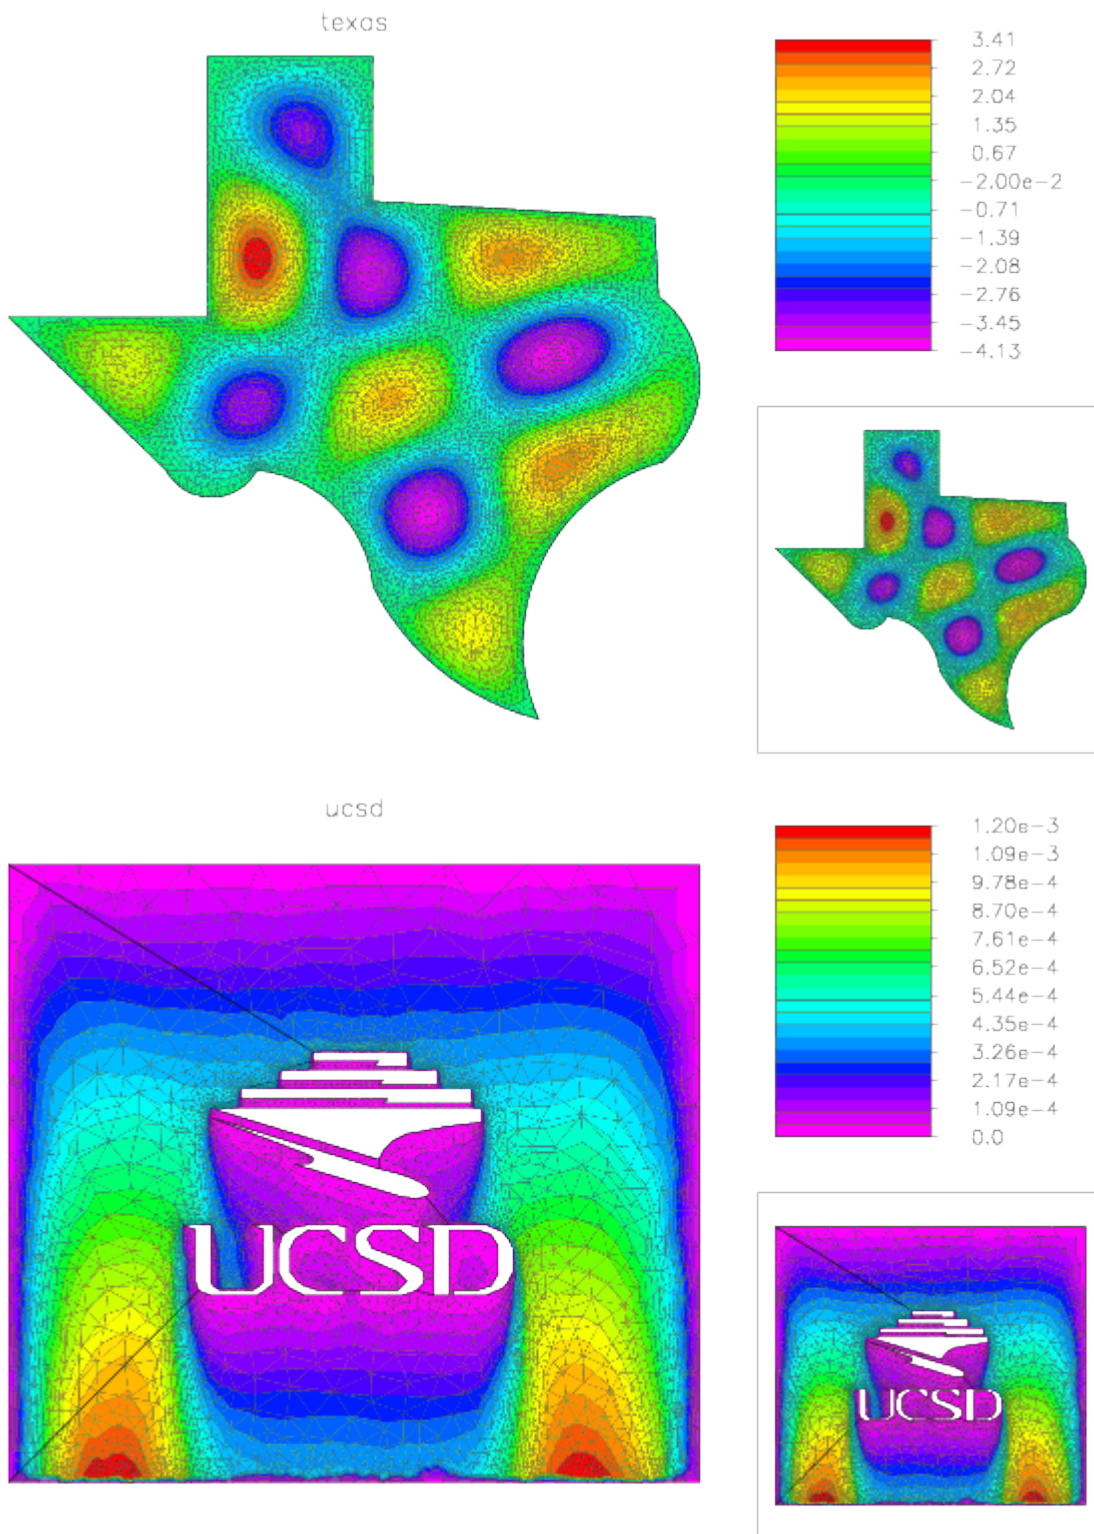 texas
3.41
2.72
2.04
1.35
0.67
-2.00e-2
-0.71
-1.39
-2.08
-2.76
-3.45
-4.13
ucsd
1.20e-3
1.09e-3
9.78e-4
8.70e-4
7.61e-4
6.52e-4
5.44e-4
4.35e-4
3.26e-4
2.17e-4
1.09e-4
0.0
UCSD
UCSD